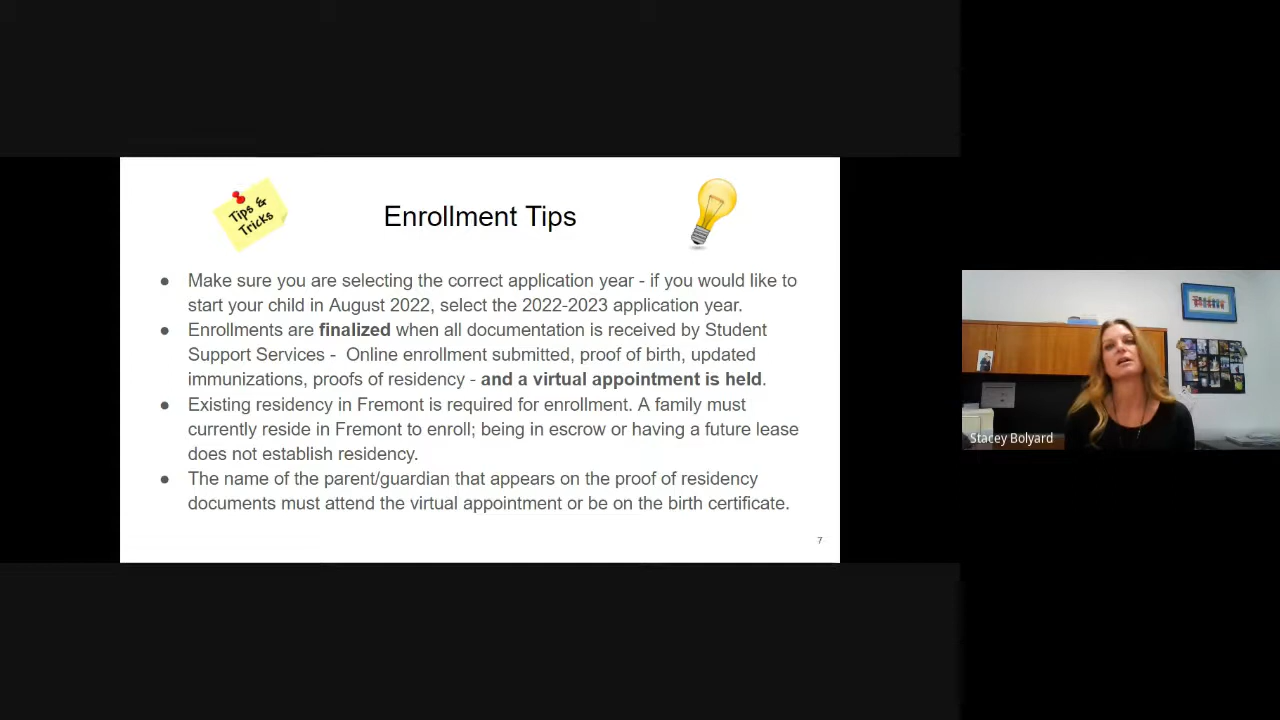 Tips &
Tricks
Enrollment Tips
● Make sure you are selecting the correct application year - if you would like to
start your child in August 2022, select the 2022-2023 application year.
● Enrollments are finalized when all documentation is received by Student
Support Services - Online enrollment submitted, proof of birth, updated
immunizations, proofs of residency - and a virtual appointment is held.
● Existing residency in Fremont is required for enrollment. A family must
currently reside in Fremont to enroll; being in escrow or having a future lease
does not establish residency.
● The name of the parent/guardian that appears on the proof of residency
documents must attend the virtual appointment or be on the birth certificate.
7
Stacey Bolyard